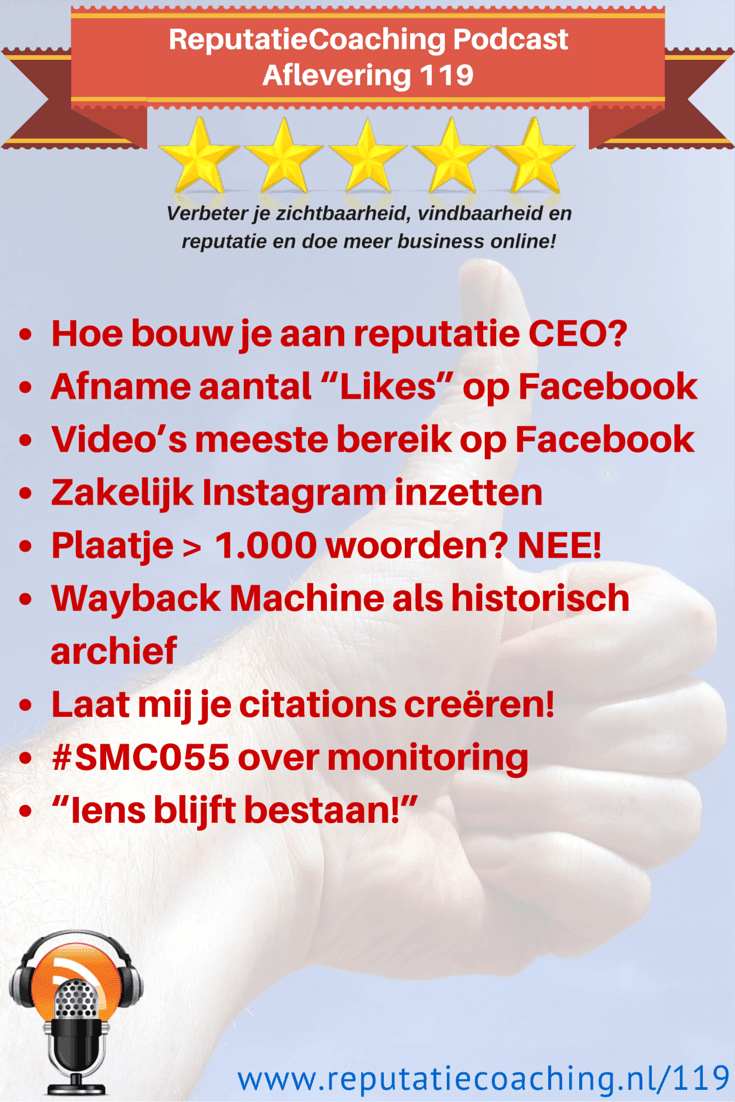 ReputatieCoaching Podcast
Aflevering 119
Verbeter je zichtbaarheid, vindbaarheid en
reputatie en doe meer business online!
• Hoe bouw je aan reputatie CEO?
• Afname aantal “Likes” op Facebook
• Video’s meeste bereik op Facebook
• Zakelijk Instagram inzetten
• Plaatje > 1.000 woorden? NEE!
• Wayback Machine als historisch
archief
• Laat mij je citations creëren!
• #SMC055 over monitoring
• “Iens blijft bestaan!”
www.reputatiecoaching.nl/119